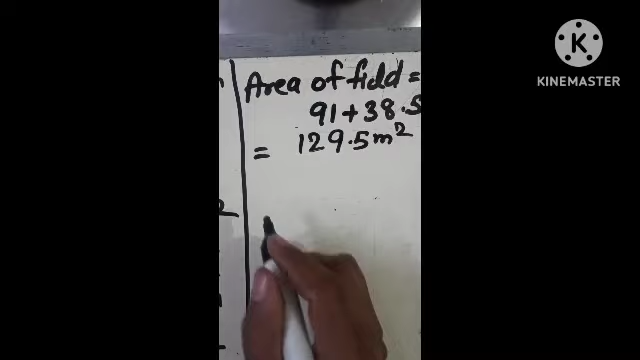 Area of field =
91+38.5
= 129.5m²
K
KINEMASTER